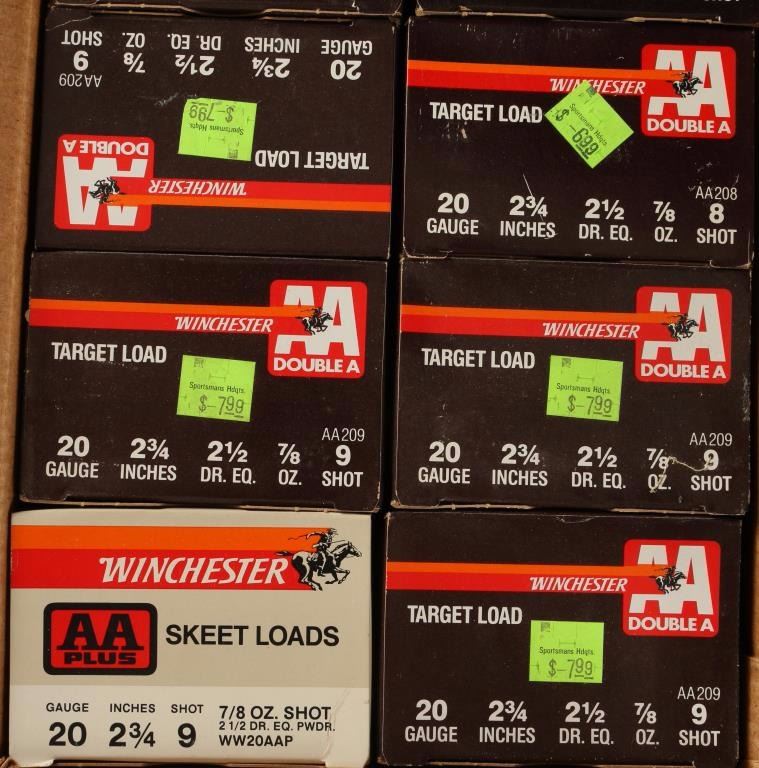 20 GAUGE 2¾ INCHES 2½ DR. EQ. ⅞ OZ. 9 SHOT
AA209
Sportsmans Hdqts.
$-7.99
TARGET LOAD
DOUBLE A
AA
WINCHESTER
AA
WINCHESTER
DOUBLE A
TARGET LOAD
Sportsmans Hdqts.
$-6.99
AA208
20 2¾ 2½ ⅞ 8
GAUGE INCHES DR. EQ. OZ. SHOT
AA
WINCHESTER
DOUBLE A
TARGET LOAD
Sportsmans Hdqts.
$-7.99
AA209
20 2¾ 2½ ⅞ 9
GAUGE INCHES DR. EQ. OZ. SHOT
AA
WINCHESTER
DOUBLE A
TARGET LOAD
Sportsmans Hdqts.
$-7.99
AA209
20 2¾ 2½ ⅞ 9
GAUGE INCHES DR. EQ. OZ. SHOT
WINCHESTER
AA
PLUS
SKEET LOADS
GAUGE INCHES SHOT
20 2¾ 9
7/8 OZ. SHOT
2 1/2 DR. EQ. PWDR.
WW20AAP
AA
WINCHESTER
DOUBLE A
TARGET LOAD
Sportsmans Hdqts.
$-7.99
AA209
20 2¾ 2½ ⅞ 9
GAUGE INCHES DR. EQ. OZ. SHOT